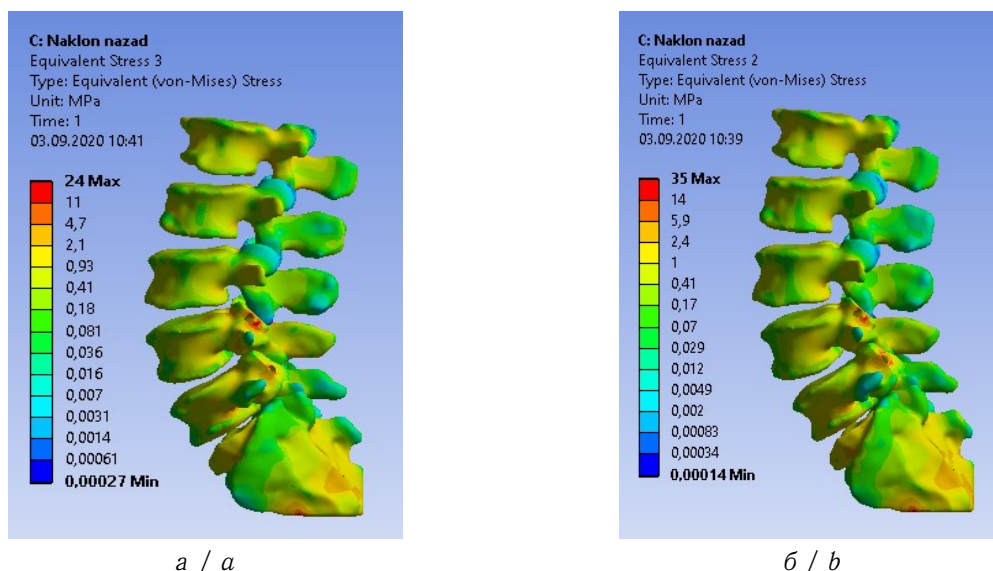 C: Naklon nazad
Equivalent Stress 3
Type: Equivalent (von-Mises) Stress
Unit: MPa
Time: 1
03.09.2020 10:41
24 Max
11
4,7
2,1
0,93
0,41
0,18
0,081
0,036
0,016
0,007
0,0031
0,0014
0,00061
0,00027 Min
а / a
C: Naklon nazad
Equivalent Stress 2
Type: Equivalent (von-Mises) Stress
Unit: MPa
Time: 1
03.09.2020 10:39
35 Max
14
5,9
2,4
1
0,41
0,17
0,07
0,029
0,012
0,0049
0,002
0,00083
0,00034
0,00014 Min
б / b